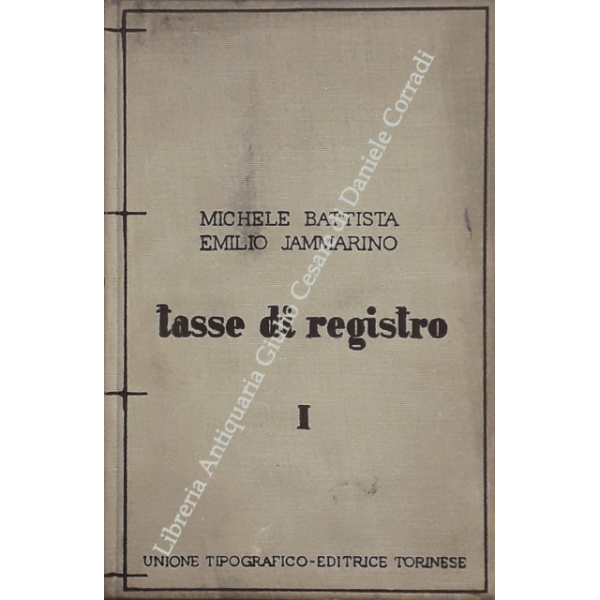 MICHELE BATTISTA
EMILIO JAMMARINO
tasse di registro
I
UNIONE TIPOGRAFICO-EDITRICE TORINESE
Libreria Antiquaria Giulio Cesare di Daniele Corradi